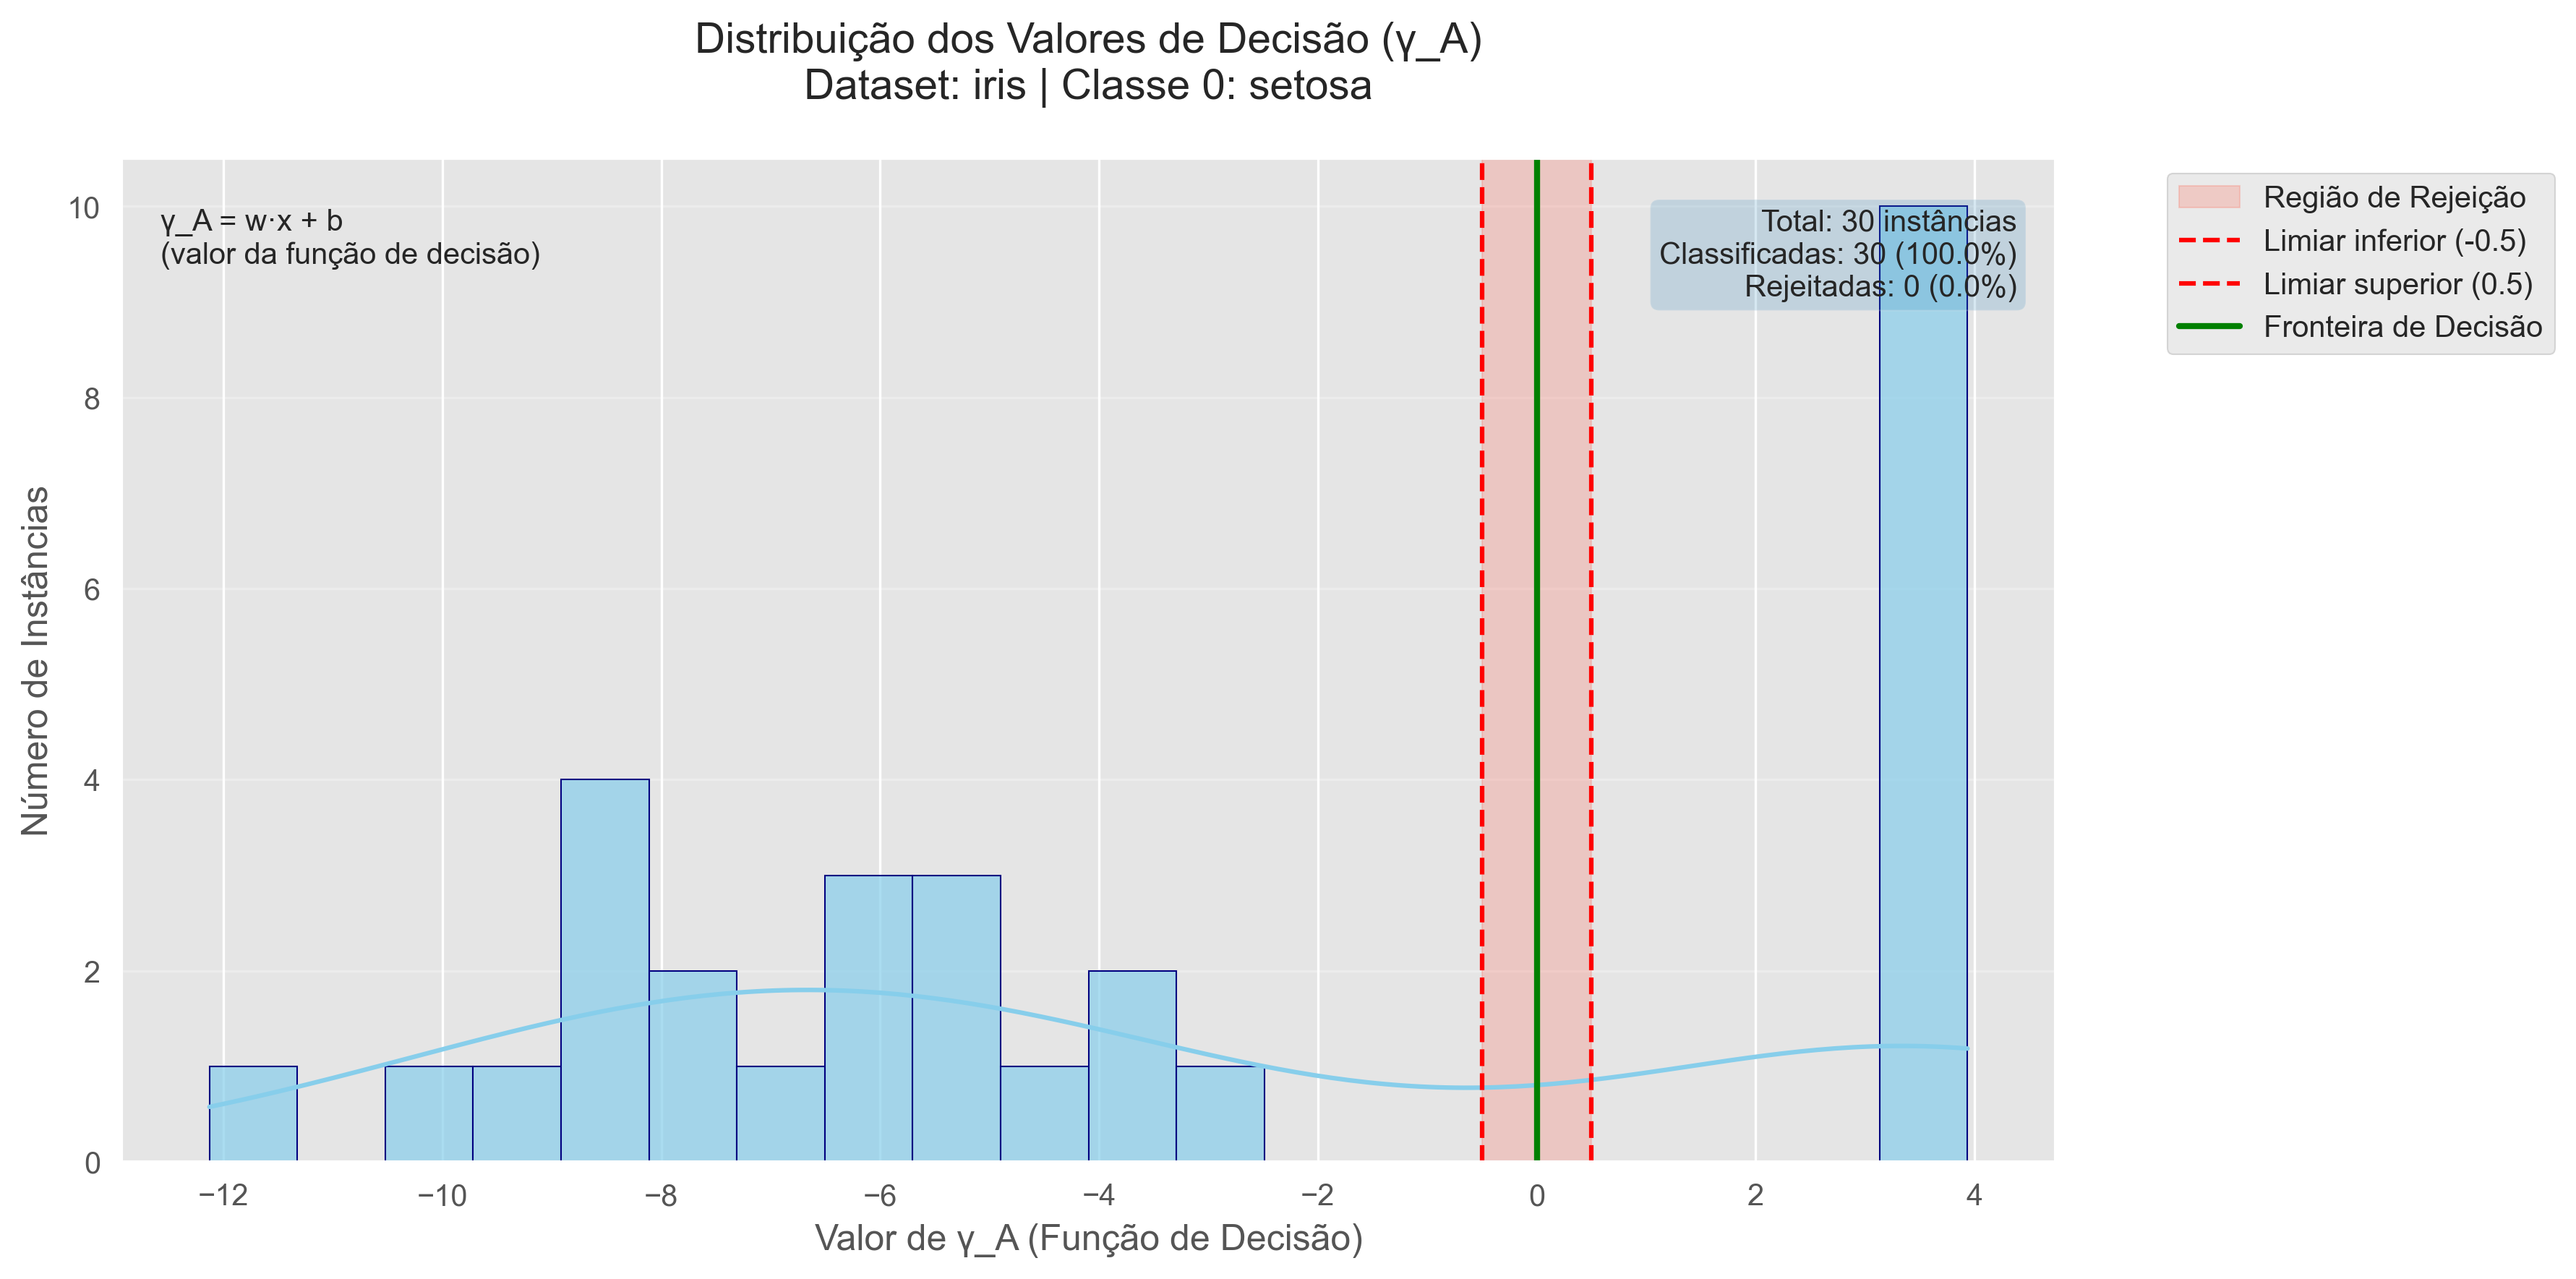 Distribuição dos Valores de Decisão (γ_A)
Dataset: iris | Classe 0: setosa
γ_A = w·x + b
(valor da função de decisão)
Total: 30 instâncias
Classificadas: 30 (100.0%)
Rejeitadas: 0 (0.0%)
Região de Rejeição
Limiar inferior (-0.5)
Limiar superior (0.5)
Fronteira de Decisão
Número de Instâncias
10
8
6
4
2
0
−12
−10
−8
−6
−4
−2
0
2
4
Valor de γ_A (Função de Decisão)